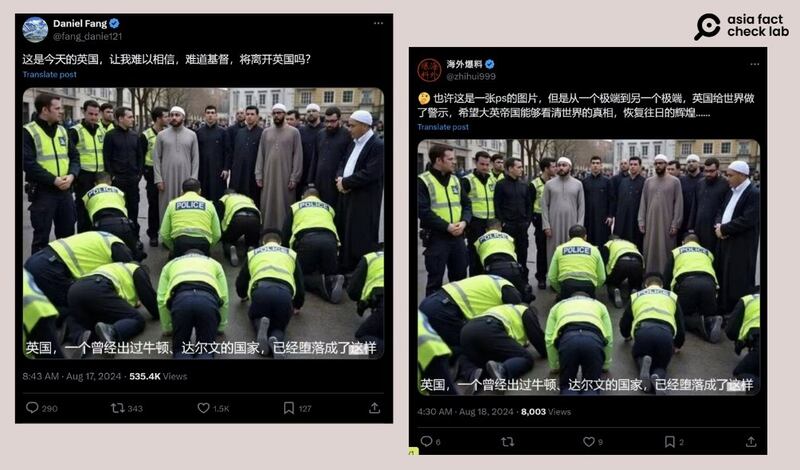 asia fact
check lab
Daniel Fang
@fang_danie121
这是今天的英国，让我难以相信，难道基督，将离开英国吗?
Translate post
POLICE
POLICE
POLICE
POLICE
POLICE
英国，一个曾经出过牛顿、达尔文的国家，已经堕落成了这样
8:43 AM · Aug 17, 2024 · 535.4K Views
290
343
1.5K
127
海外爆料
@zhihui999
🤔 也许这是一张ps的图片，但是从一个极端到另一个极端，英国给世界做
了警示，希望大英帝国能够看清世界的真相，恢复往日的辉煌......
Translate post
POLICE
POLICE
POLICE
POLICE
POLICE
英国，一个曾经出过牛顿、达尔文的国家，已经堕落成了这样
4:30 AM · Aug 18, 2024 · 8,003 Views
6
9
2